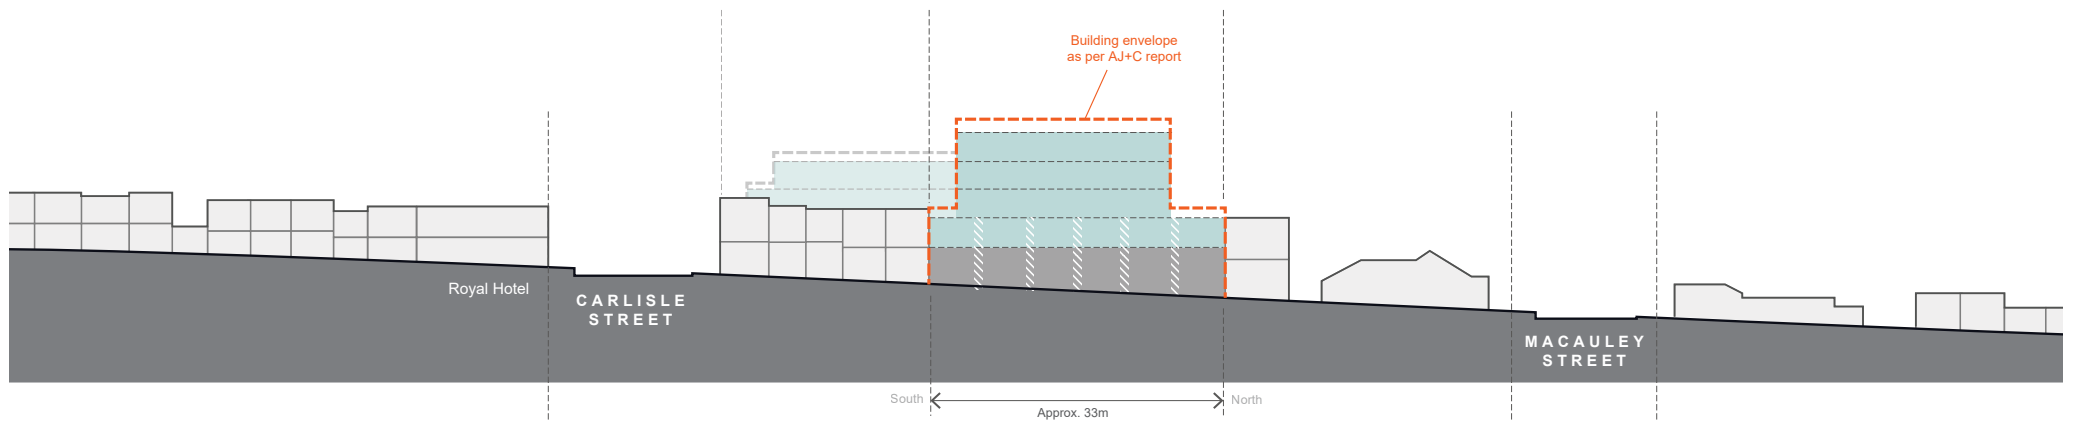 Building envelope
as per AJ+C report
Royal Hotel
CARLISLE
STREET
MACAULEY
STREET
South
North
Approx. 33m